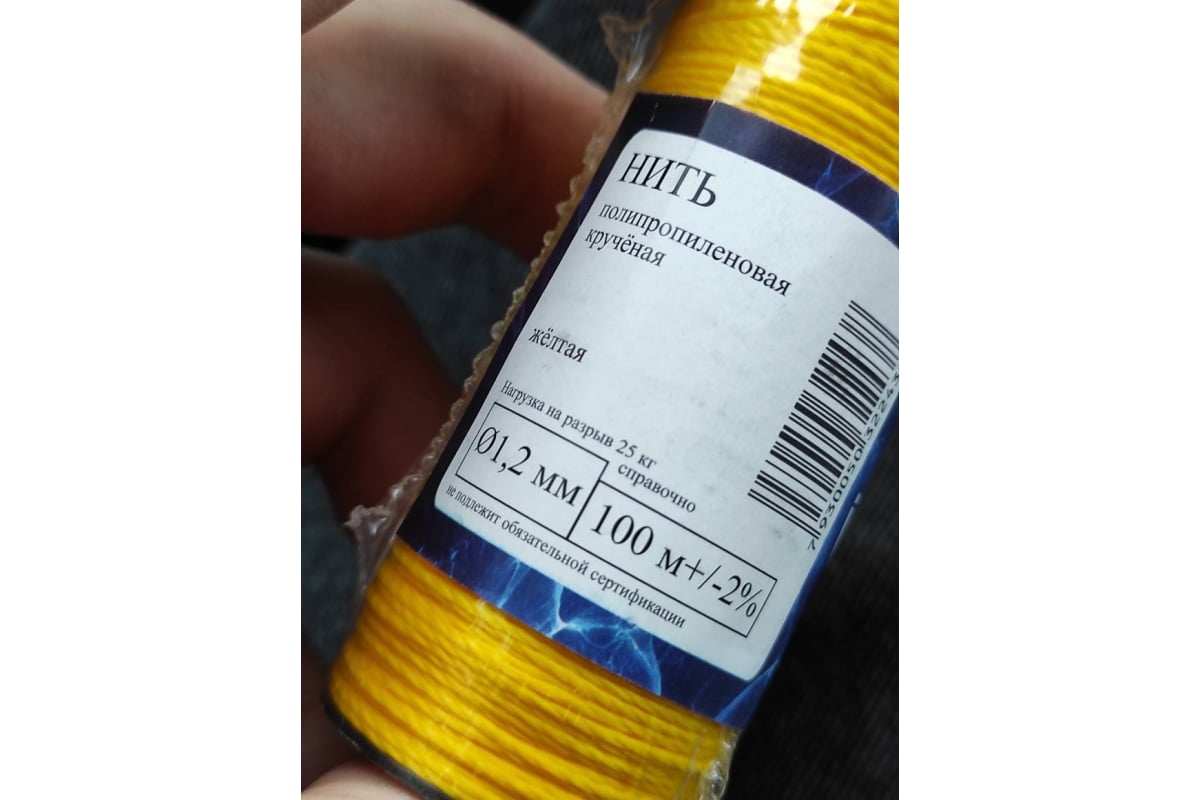 НИТЬ
полипропиленовая
кручёная
жёлтая
Нагрузка на разрыв 25 кг
справочно
Ø1,2 мм
100 м+/-2%
не подлежит обязательной сертификации